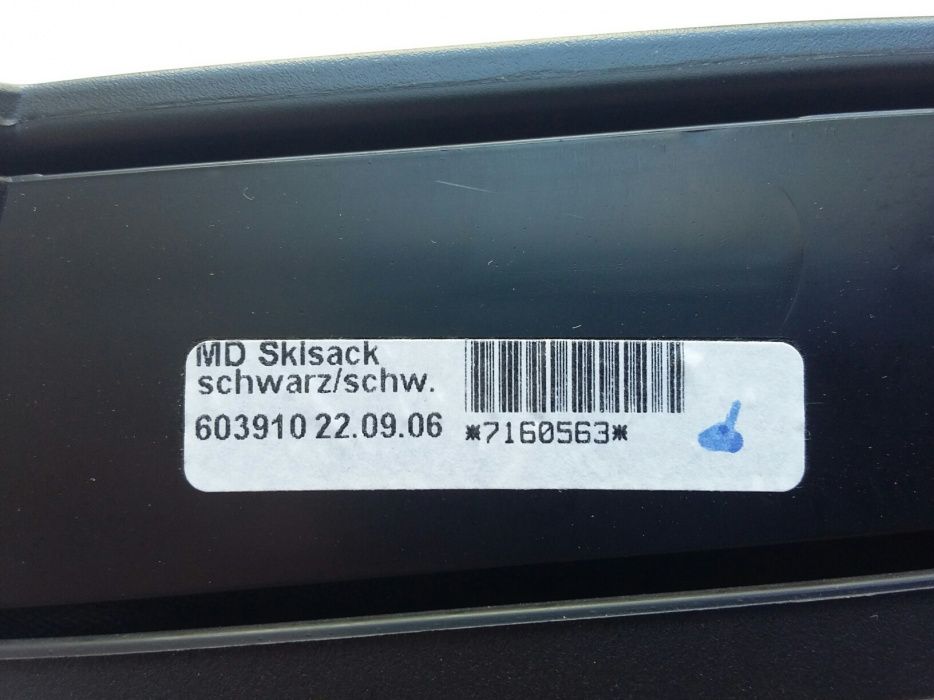 MD Skisack
schwarz/schw.
603910 22.09.06
*7160563*